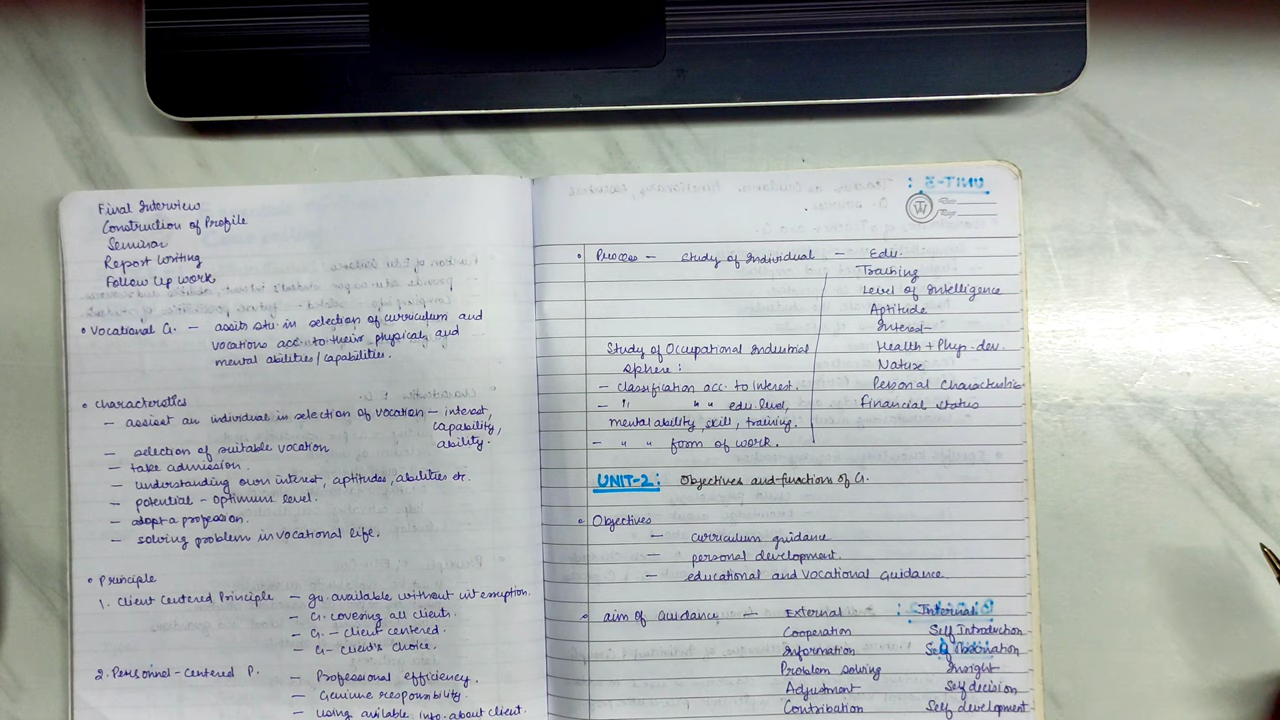 Final Interview
Construction of Profile
Seminar
Report Writing
Follow Up work
• Vocational G. — assits stu. in selection of curriculum and
vocations acc. to their physical, and
mental abilities/capabilities.
• Characteristics
— assisst an individual in selection of vocation — interest,
capability,
ability.
— selection of suitable vocation
— take admission.
— understanding own interest, aptitudes, abilities etc.
— potential - optimum level.
— adopt a profession.
— solving problem in vocational life.
• Principle
1. Client Centered Principle — gu. available without interruption.
— G. covering all clients.
— G. — client centered.
— G- client's choice.
2. Personnel-Centered P. — Professional efficiency.
— Genuine responsibility.
— using available info. about client.
UNIT-3 :
Date
Page
• Process — Study of Individual — Edu.
Training
Level of Intelligence
Aptitude
Interest
Health + Phy. dev.
Nature
Personal Characteristic
Financial status
Study of Occupational Industrial
Sphere :
— classification acc. to interest.
— " " " edu. level,
mental ability, skill, training.
— " " form of work.
UNIT-2 : Objectives and functions of G.
• Objectives
— curriculum guidance
— personal development.
— educational and vocational guidance
• aim of Guidance — External Internal
Cooperation Self Introduction
Information Self
Problem solving Insight
Adjustment Self decision
Contribution Self development